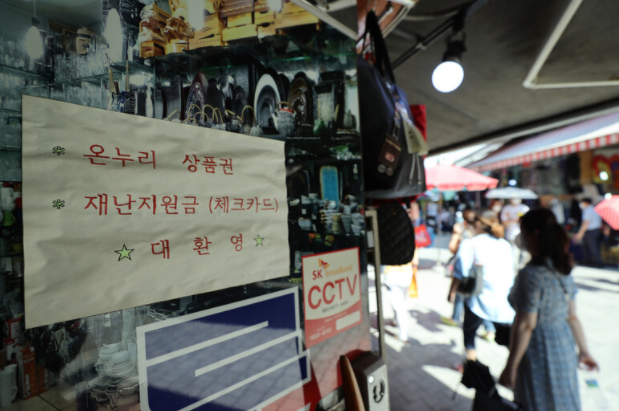 * 온누리 상품권
* 재난지원금 (체크카드)
☆ 대환영 ☆
SK broadband
CCTV